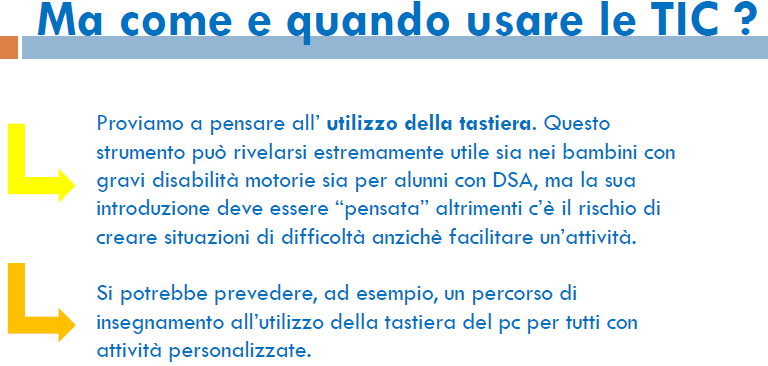 Ma come e quando usare le TIC ?
Proviamo a pensare all’ utilizzo della tastiera. Questo
strumento può rivelarsi estremamente utile sia nei bambini con
gravi disabilità motorie sia per alunni con DSA, ma la sua
introduzione deve essere “pensata” altrimenti c’è il rischio di
creare situazioni di difficoltà anzichè facilitare un’attività.
Si potrebbe prevedere, ad esempio, un percorso di
insegnamento all’utilizzo della tastiera del pc per tutti con
attività personalizzate.